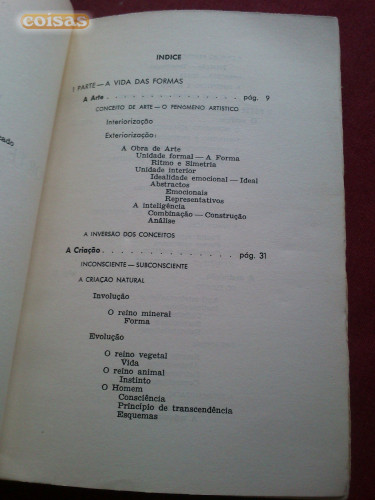 coisas
INDICE
1 PARTE — A VIDA DAS FORMAS
A Arte . . . . . . . . . . . . . . pág. 9
CONCEITO DE ARTE — O FENOMENO ARTISTICO
Interiorização
Exteriorização:
A Obra de Arte
Unidade formal — A Forma
Ritmo e Simetria
Unidade interior
Idealidade emocional — Ideal
Abstractos
Emocionais
Representativos
A inteligência
Combinação — Construção
Análise
A INVERSÃO DOS CONCEITOS
A Criação . . . . . . . . . . . . . . pág. 31
INCONSCIENTE — SUBCONSCIENTE
A CRIAÇÃO NATURAL
Involução
O reino mineral
Forma
Evolução
O reino vegetal
Vida
O reino animal
Instinto
O Homem
Consciência
Princípio de transcendência
Esquemas